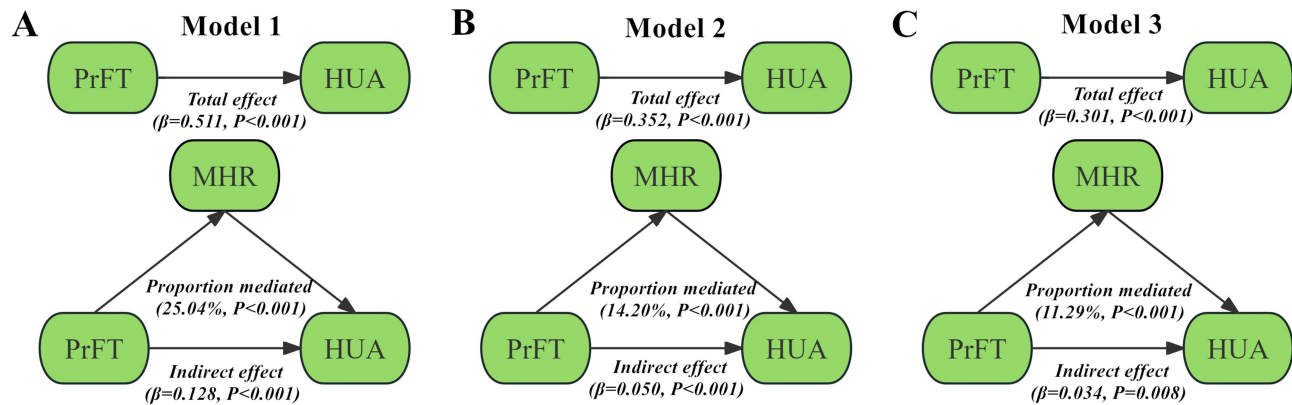 A
Model 1
PrFT
HUA
Total effect
(β=0.511, P<0.001)
MHR
Proportion mediated
(25.04%, P<0.001)
PrFT
HUA
Indirect effect
(β=0.128, P<0.001)
B
Model 2
PrFT
HUA
Total effect
(β=0.352, P<0.001)
MHR
Proportion mediated
(14.20%, P<0.001)
PrFT
HUA
Indirect effect
(β=0.050, P<0.001)
C
Model 3
PrFT
HUA
Total effect
(β=0.301, P<0.001)
MHR
Proportion mediated
(11.29%, P<0.001)
PrFT
HUA
Indirect effect
(β=0.034, P=0.008)